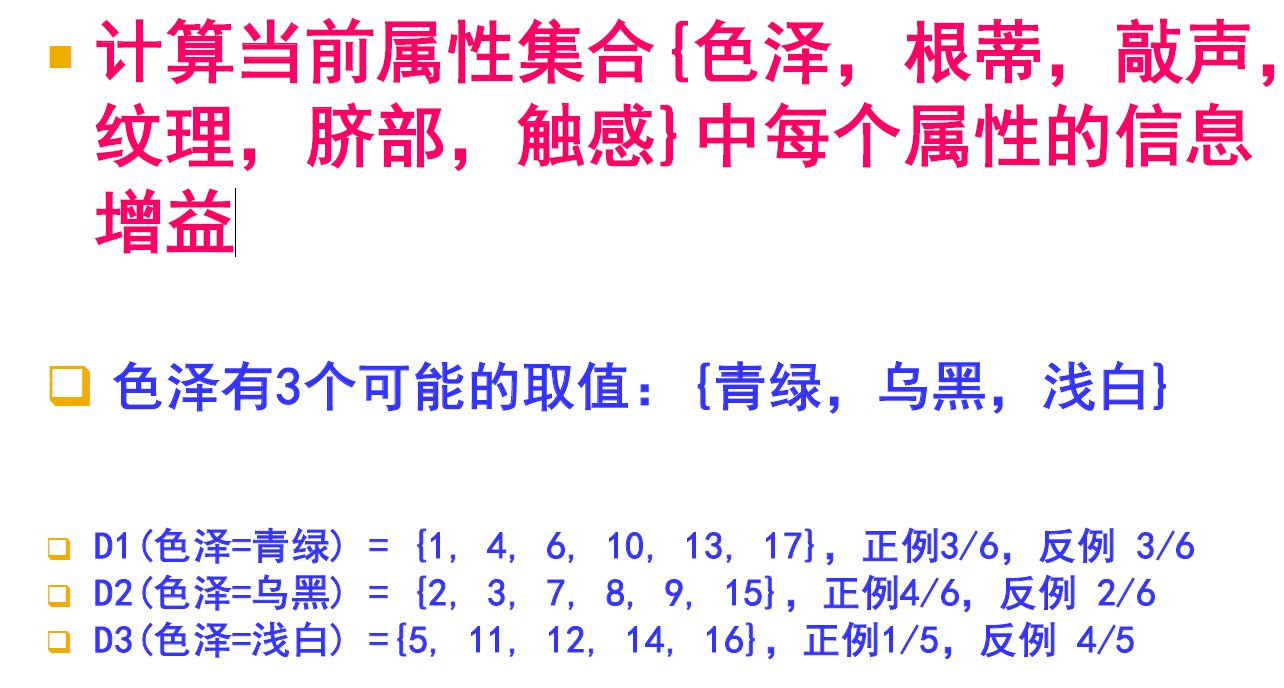 计算当前属性集合{色泽，根蒂，敲声，
纹理，脐部，触感}中每个属性的信息
增益
色泽有3个可能的取值：{青绿，乌黑，浅白}
D1(色泽=青绿) = {1, 4, 6, 10, 13, 17}，正例3/6，反例 3/6
D2(色泽=乌黑) = {2, 3, 7, 8, 9, 15}，正例4/6，反例 2/6
D3(色泽=浅白) ={5, 11, 12, 14, 16}，正例1/5，反例 4/5